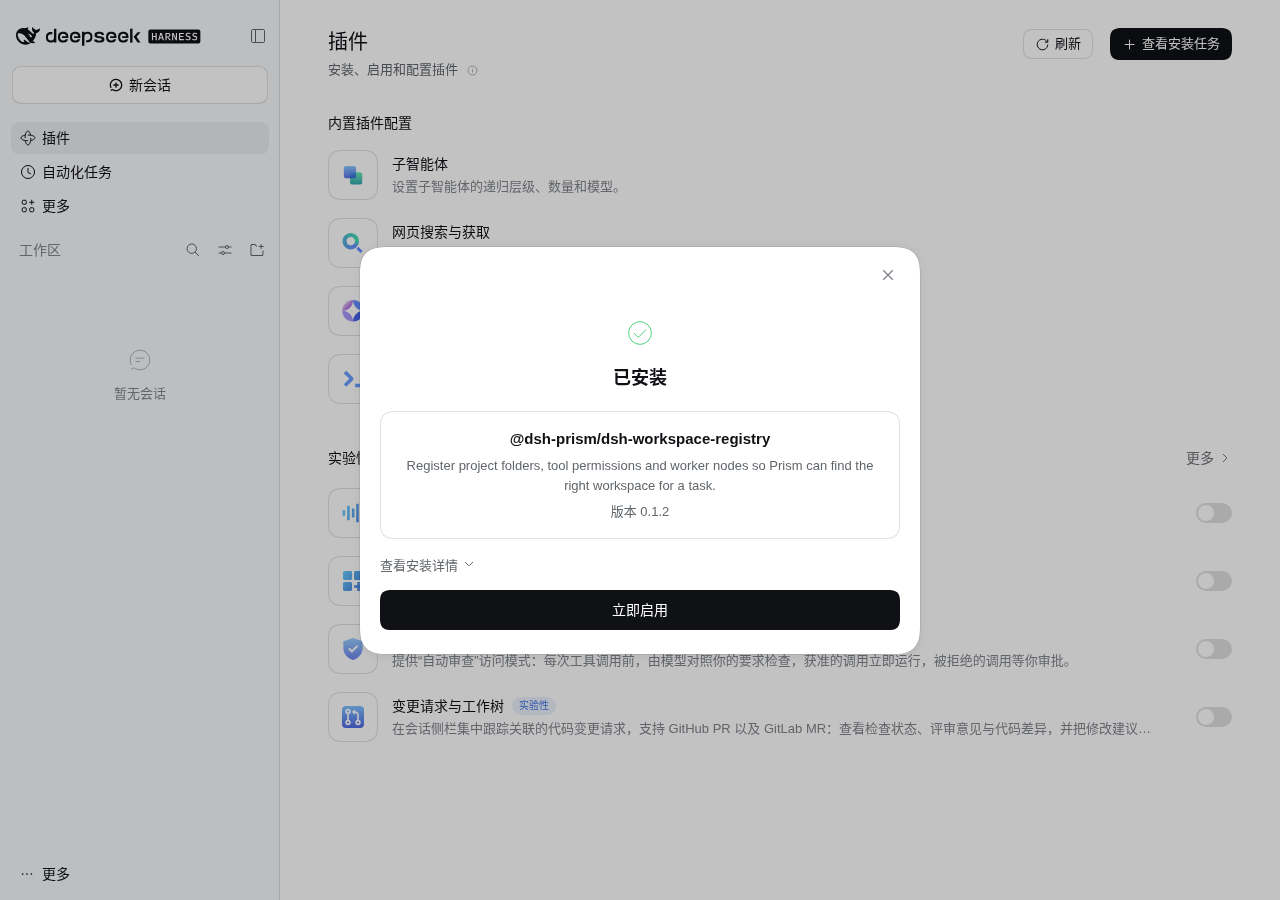 deepseek HARNESS
新会话
插件
自动化任务
更多
工作区
暂无会话
更多
插件
安装、启用和配置插件
刷新
查看安装任务
内置插件配置
子智能体
设置子智能体的递归层级、数量和模型。
网页搜索与获取
已安装
@dsh-prism/dsh-workspace-registry
Register project folders, tool permissions and worker nodes so Prism can find the
right workspace for a task.
版本 0.1.2
查看安装详情
立即启用
更多
提供“自动审查”访问模式：每次工具调用前，由模型对照你的要求检查，获准的调用立即运行，被拒绝的调用等你审批。
变更请求与工作树 实验性
在会话侧栏集中跟踪关联的代码变更请求，支持 GitHub PR 以及 GitLab MR：查看检查状态、评审意见与代码差异，并把修改建议…